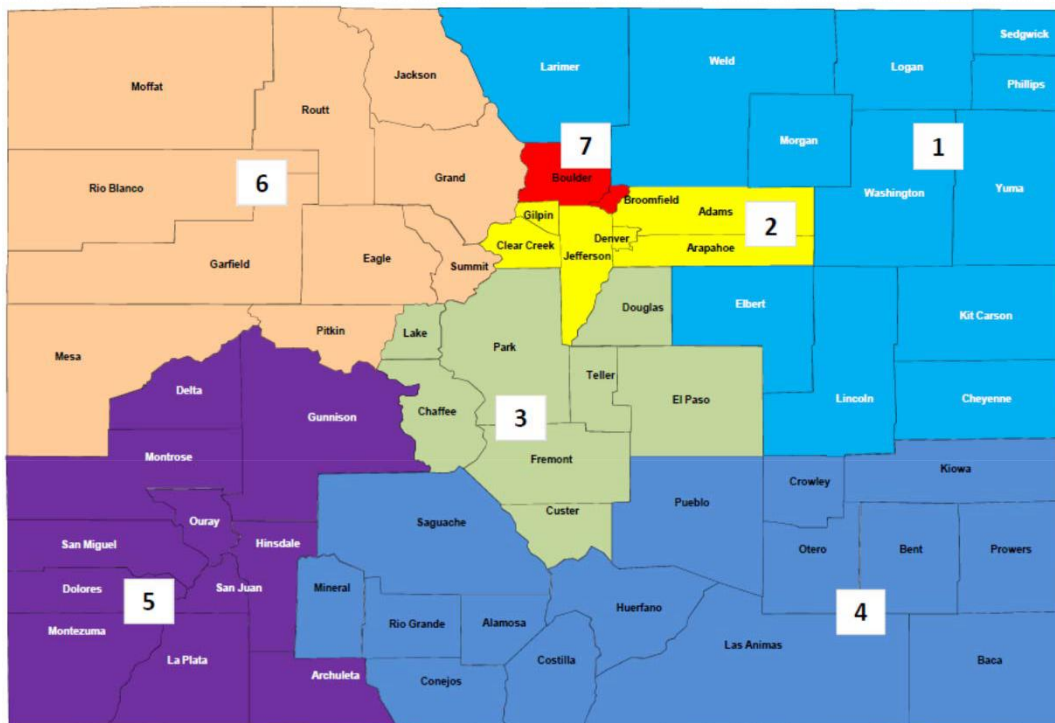 Sedgwick
Larimer
Weld
Logan
Jackson
Moffat
Phillips
Routt
Morgan
7
1
Grand
Boulder
6
Rio Blanco
Washington
Yuma
Broomfield
Adams
Gilpin
2
Denver
Clear Creek
Arapahoe
Jefferson
Eagle
Garfield
Summit
Elbert
Douglas
Kit Carson
Pitkin
Lake
Park
Mesa
Teller
Delta
Lincoln
Cheyenne
El Paso
Chaffee
Gunnison
3
Montrose
Fremont
Kiowa
Pueblo
Crowley
Custer
Ouray
Saguache
San Miguel
Hinsdale
Otero
Bent
Prowers
Dolores
San Juan
Mineral
5
Huerfano
4
Rio Grande
Alamosa
Montezuma
Las Animas
La Plata
Costilla
Baca
Archuleta
Conejos